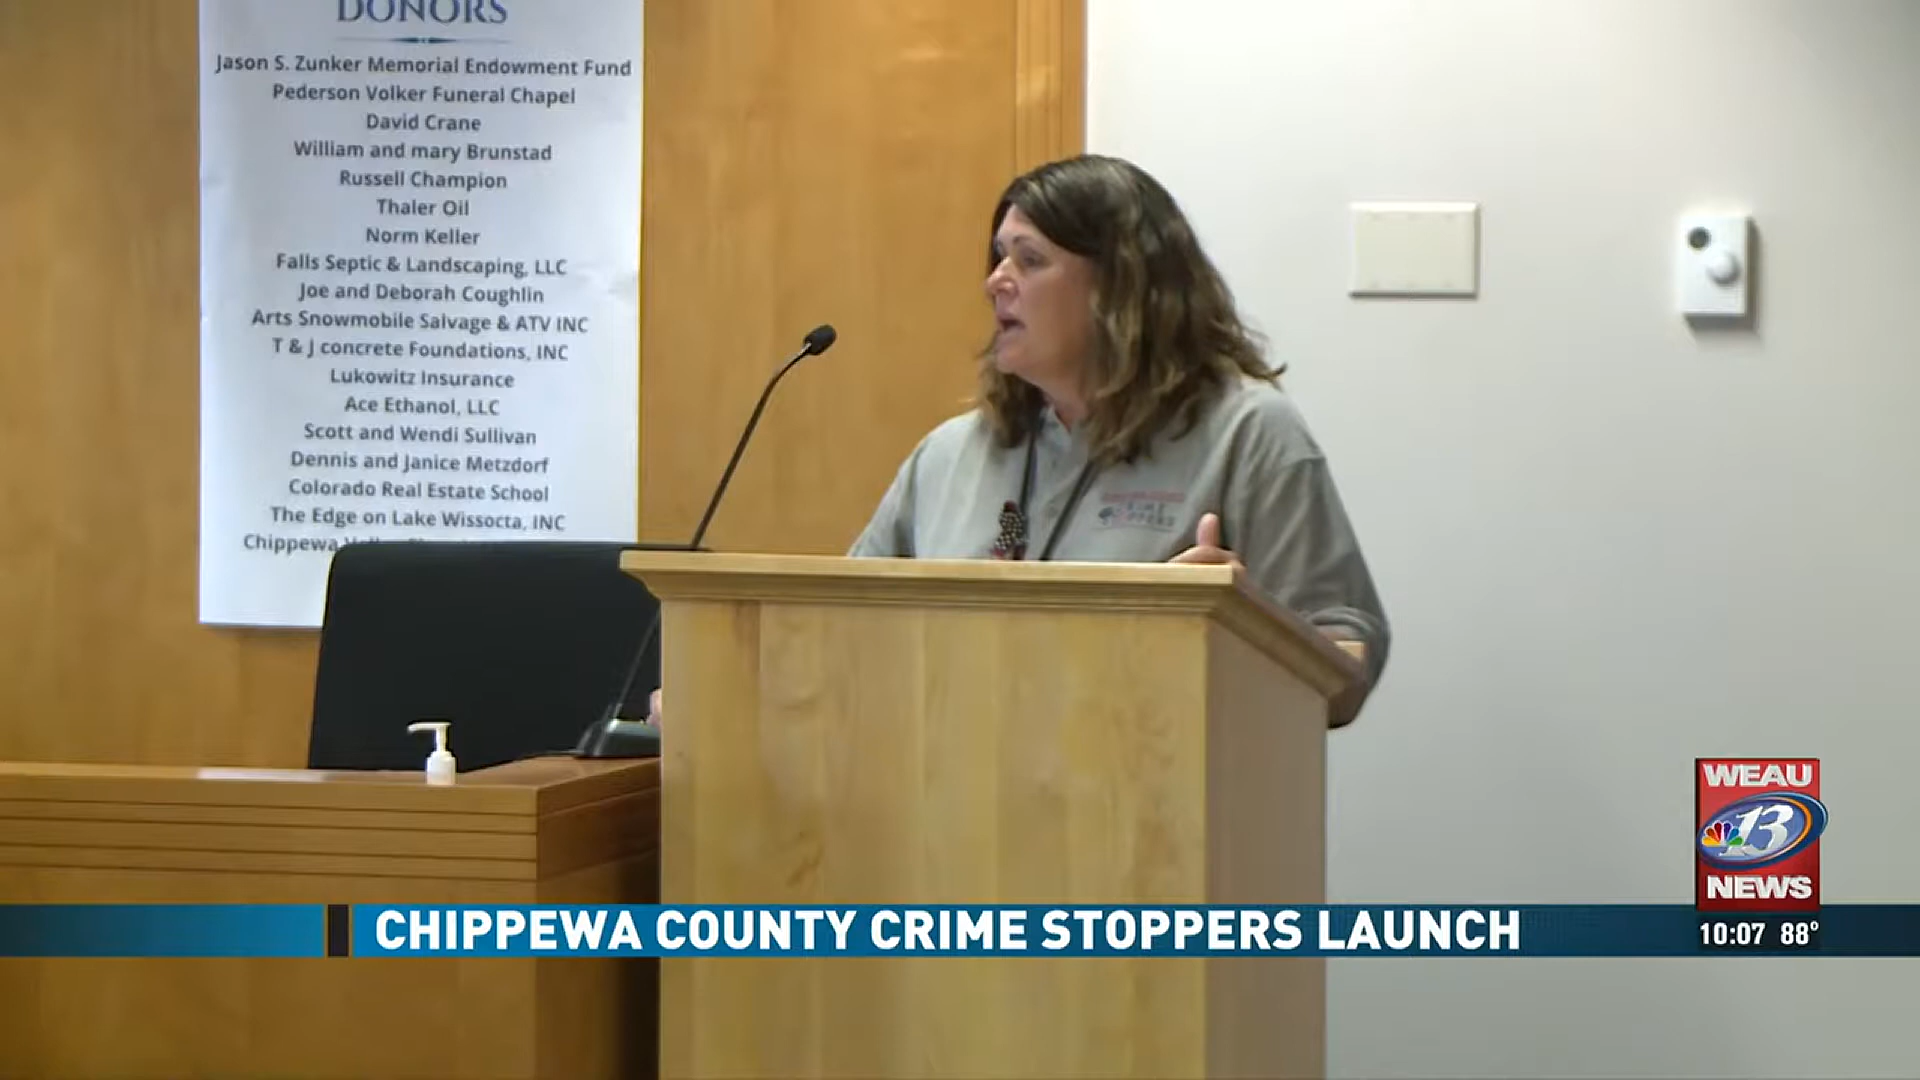 DONORS
Jason S. Zunker Memorial Endowment Fund
Pederson Volker Funeral Chapel
David Crane
William and mary Brunstad
Russell Champion
Thaler Oil
Norm Keller
Falls Septic & Landscaping, LLC
Joe and Deborah Coughlin
Arts Snowmobile Salvage & ATV INC
T & J concrete Foundations, INC
Lukowitz Insurance
Ace Ethanol, LLC
Scott and Wendi Sullivan
Dennis and Janice Metzdorf
Colorado Real Estate School
The Edge on Lake Wissocta, INC
Chippewa
WEAU
13
NEWS
CHIPPEWA COUNTY CRIME STOPPERS LAUNCH
10:07 88°